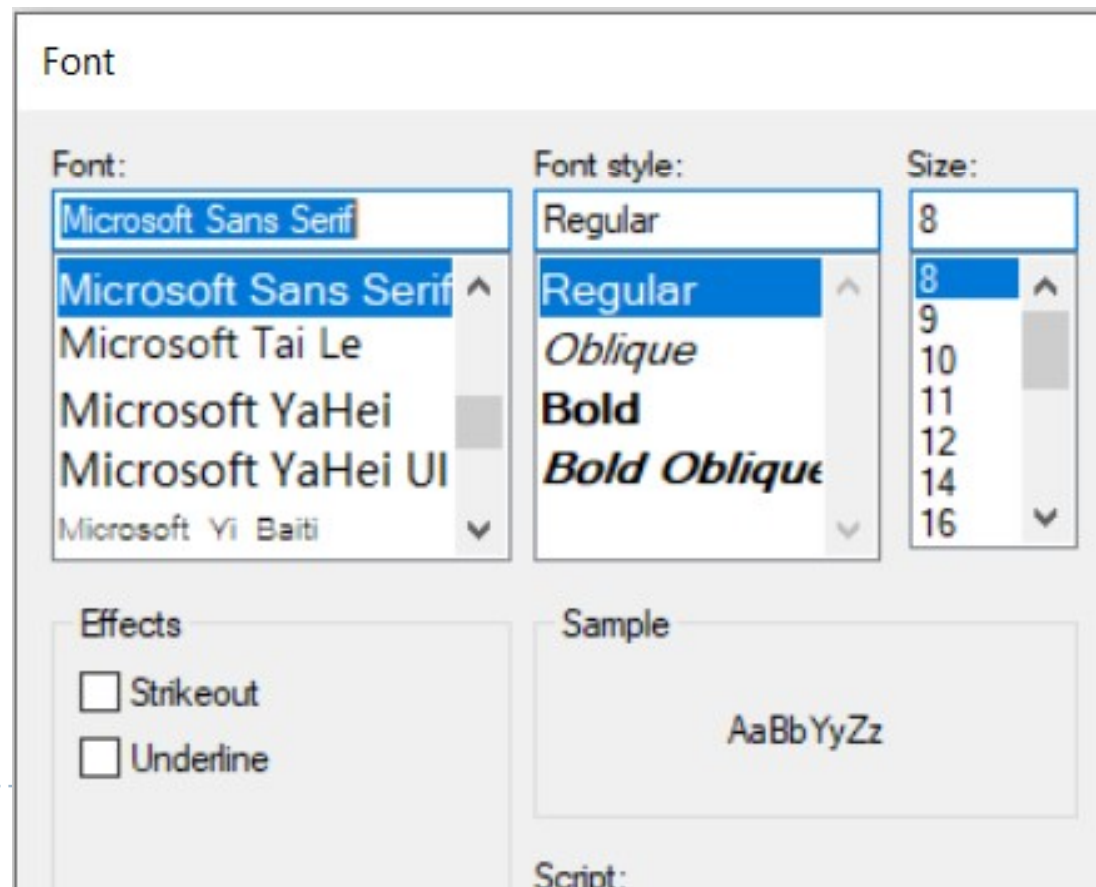 Font
Font:
Font style:
Size:
Microsoft Sans Serif
Regular
8
Microsoft Sans Serif
Microsoft Tai Le
Microsoft YaHei
Microsoft YaHei UI
Microsoft Yi Baiti
Regular
Oblique
Bold
Bold Oblique
8
9
10
11
12
14
16
Effects
Strikeout
Underline
Sample
AaBbYyZz
Script: